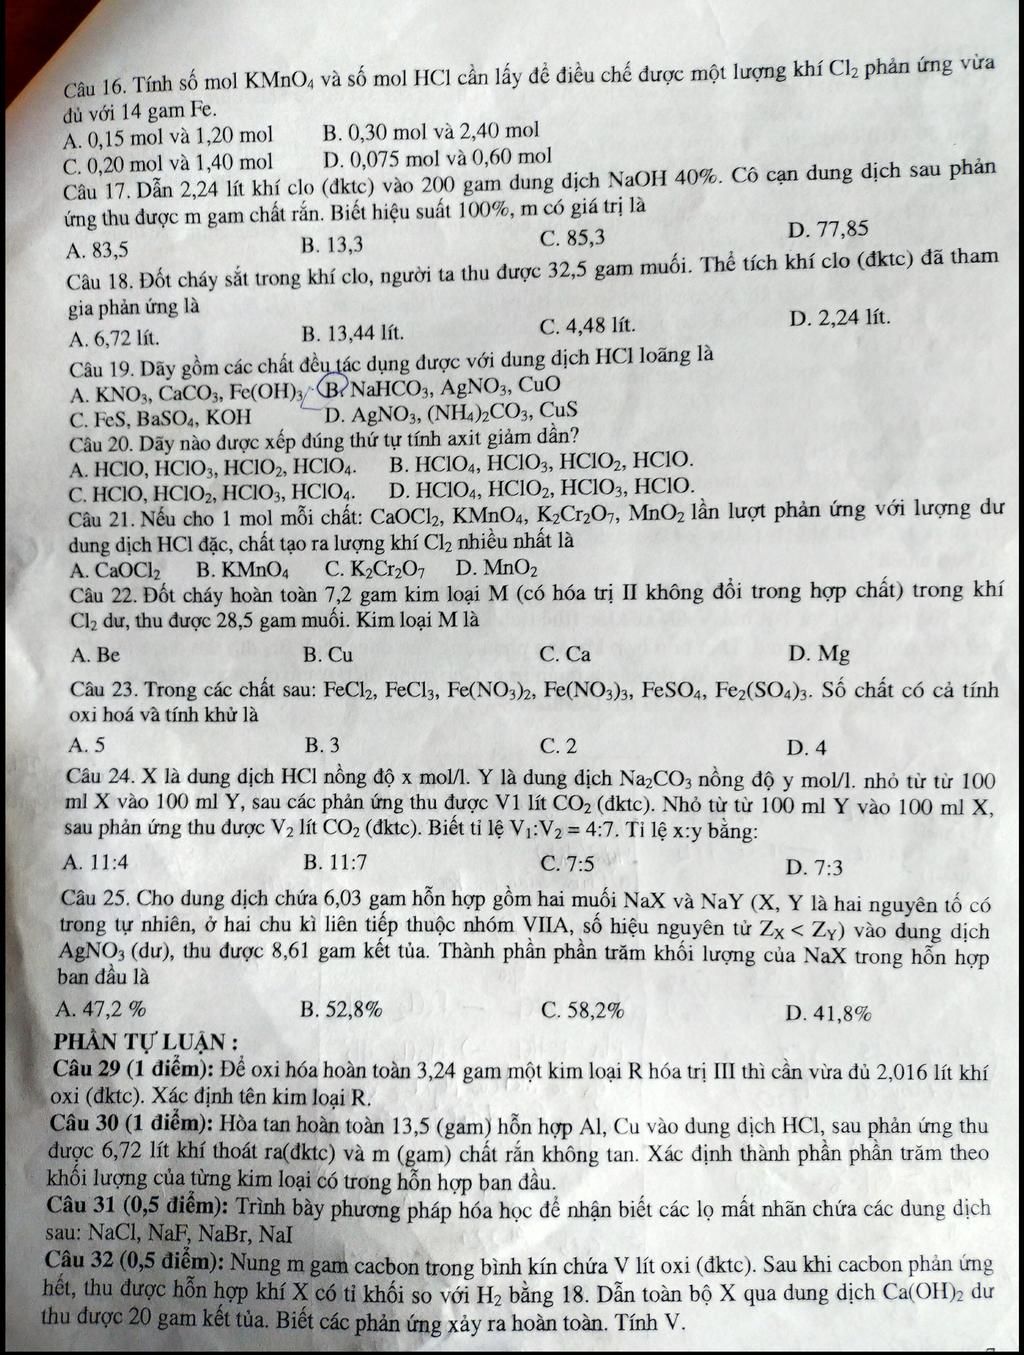 Câu 16. Tính số mol KMnO₄ và số mol HCl cần lấy để điều chế được một lượng khí Cl₂ phản ứng vừa
đủ với 14 gam Fe.
A. 0,15 mol và 1,20 mol B. 0,30 mol và 2,40 mol
C. 0,20 mol và 1,40 mol D. 0,075 mol và 0,60 mol
Câu 17. Dẫn 2,24 lít khí clo (đktc) vào 200 gam dung dịch NaOH 40%. Cô cạn dung dịch sau phản
ứng thu được m gam chất rắn. Biết hiệu suất 100%, m có giá trị là
A. 83,5 B. 13,3 C. 85,3 D. 77,85
Câu 18. Đốt cháy sắt trong khí clo, người ta thu được 32,5 gam muối. Thể tích khí clo (đktc) đã tham
gia phản ứng là
A. 6,72 lít. B. 13,44 lít. C. 4,48 lít. D. 2,24 lít.
Câu 19. Dãy gồm các chất đều tác dụng được với dung dịch HCl loãng là
A. KNO₃, CaCO₃, Fe(OH)₃ B. NaHCO₃, AgNO₃, CuO
C. FeS, BaSO₄, KOH D. AgNO₃, (NH₄)₂CO₃, CuS
Câu 20. Dãy nào được xếp đúng thứ tự tính axit giảm dần?
A. HClO, HClO₃, HClO₂, HClO₄. B. HClO₄, HClO₃, HClO₂, HClO.
C. HClO, HClO₂, HClO₃, HClO₄. D. HClO₄, HClO₂, HClO₃, HClO.
Câu 21. Nếu cho 1 mol mỗi chất: CaOCl₂, KMnO₄, K₂Cr₂O₇, MnO₂ lần lượt phản ứng với lượng dư
dung dịch HCl đặc, chất tạo ra lượng khí Cl₂ nhiều nhất là
A. CaOCl₂ B. KMnO₄ C. K₂Cr₂O₇ D. MnO₂
Câu 22. Đốt cháy hoàn toàn 7,2 gam kim loại M (có hóa trị II không đổi trong hợp chất) trong khí
Cl₂ dư, thu được 28,5 gam muối. Kim loại M là
A. Be B. Cu C. Ca D. Mg
Câu 23. Trong các chất sau: FeCl₂, FeCl₃, Fe(NO₃)₂, Fe(NO₃)₃, FeSO₄, Fe₂(SO₄)₃. Số chất có cả tính
oxi hoá và tính khử là
A. 5 B. 3 C. 2 D. 4
Câu 24. X là dung dịch HCl nồng độ x mol/l. Y là dung dịch Na₂CO₃ nồng độ y mol/l. nhỏ từ từ 100
ml X vào 100 ml Y, sau các phản ứng thu được V1 lít CO₂ (đktc). Nhỏ từ từ 100 ml Y vào 100 ml X,
sau phản ứng thu được V₂ lít CO₂ (đktc). Biết tỉ lệ V₁:V₂ = 4:7. Tỉ lệ x:y bằng:
A. 11:4 B. 11:7 C. 7:5 D. 7:3
Câu 25. Cho dung dịch chứa 6,03 gam hỗn hợp gồm hai muối NaX và NaY (X, Y là hai nguyên tố có
trong tự nhiên, ở hai chu kì liên tiếp thuộc nhóm VIIA, số hiệu nguyên tử Z_X < Z_Y) vào dung dịch
AgNO₃ (dư), thu được 8,61 gam kết tủa. Thành phần phần trăm khối lượng của NaX trong hỗn hợp
ban đầu là
A. 47,2 % B. 52,8% C. 58,2% D. 41,8%
PHẦN TỰ LUẬN :
Câu 29 (1 điểm): Để oxi hóa hoàn toàn 3,24 gam một kim loại R hóa trị III thì cần vừa đủ 2,016 lít khí
oxi (đktc). Xác định tên kim loại R.
Câu 30 (1 điểm): Hòa tan hoàn toàn 13,5 (gam) hỗn hợp Al, Cu vào dung dịch HCl, sau phản ứng thu
được 6,72 lít khí thoát ra(đktc) và m (gam) chất rắn không tan. Xác định thành phần phần trăm theo
khối lượng của từng kim loại có trong hỗn hợp ban đầu.
Câu 31 (0,5 điểm): Trình bày phương pháp hóa học để nhận biết các lọ mất nhãn chứa các dung dịch
sau: NaCl, NaF, NaBr, NaI
Câu 32 (0,5 điểm): Nung m gam cacbon trong bình kín chứa V lít oxi (đktc). Sau khi cacbon phản ứng
hết, thu được hỗn hợp khí X có tỉ khối so với H₂ bằng 18. Dẫn toàn bộ X qua dung dịch Ca(OH)₂ dư
thu được 20 gam kết tủa. Biết các phản ứng xảy ra hoàn toàn. Tính V.